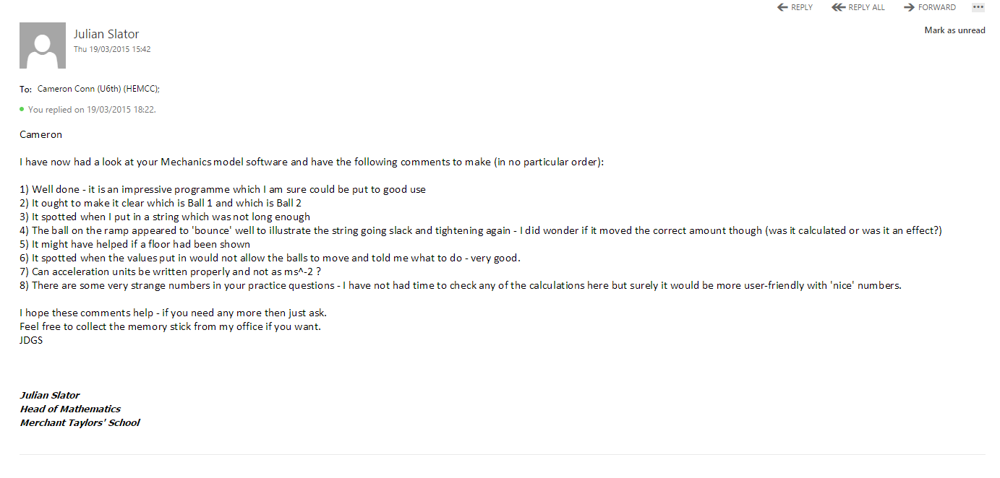 REPLY REPLY ALL FORWARD ...
Julian Slator
Mark as unread
Thu 19/03/2015 15:42
To: Cameron Conn (U6th) (HEMCC);
You replied on 19/03/2015 18:22.
Cameron
I have now had a look at your Mechanics model software and have the following comments to make (in no particular order):
1) Well done - it is an impressive programme which I am sure could be put to good use
2) It ought to make it clear which is Ball 1 and which is Ball 2
3) It spotted when I put in a string which was not long enough
4) The ball on the ramp appeared to 'bounce' well to illustrate the string going slack and tightening again - I did wonder if it moved the correct amount though (was it calculated or was it an effect?)
5) It might have helped if a floor had been shown
6) It spotted when the values put in would not allow the balls to move and told me what to do - very good.
7) Can acceleration units be written properly and not as ms^-2 ?
8) There are some very strange numbers in your practice questions - I have not had time to check any of the calculations here but surely it would be more user-friendly with 'nice' numbers.
I hope these comments help - if you need any more then just ask.
Feel free to collect the memory stick from my office if you want.
JDGS
Julian Slator
Head of Mathematics
Merchant Taylors' School